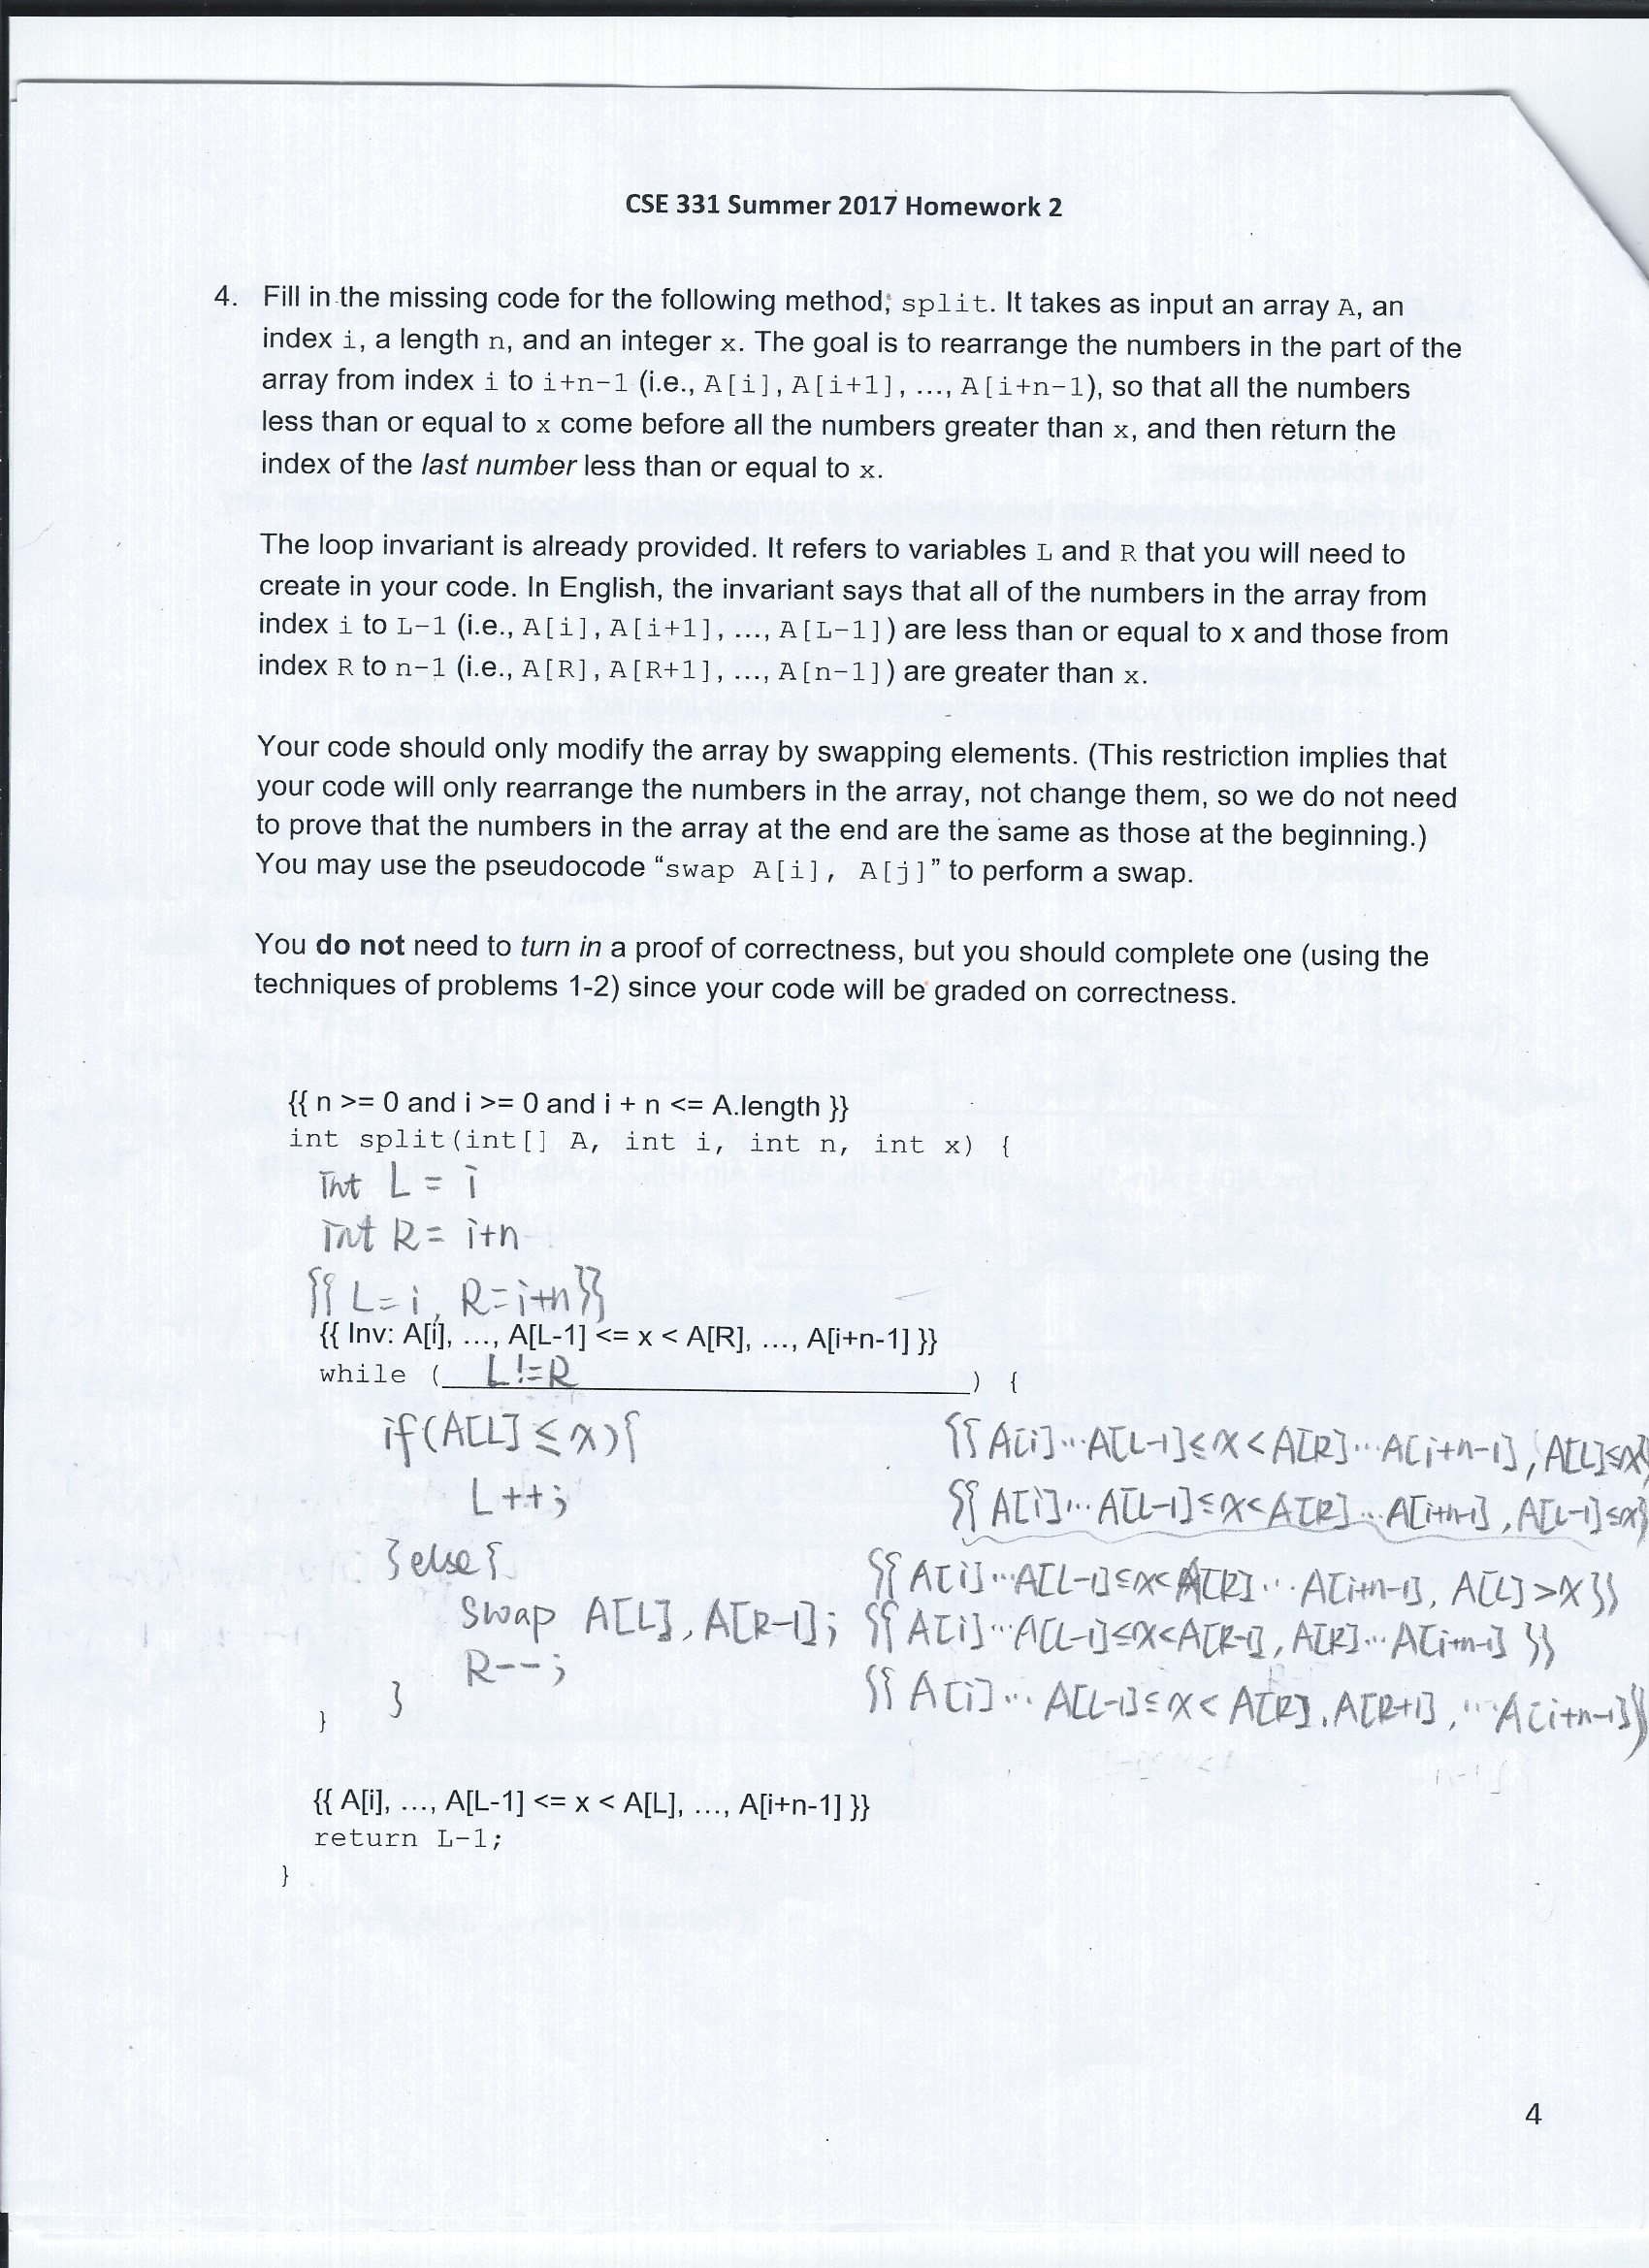 CSE 331 Summer 2017 Homework 2
4. Fill in the missing code for the following method, split. It takes as input an array A, an
index i, a length n, and an integer x. The goal is to rearrange the numbers in the part of the
array from index i to i+n-1 (i.e., A[i], A[i+1], ..., A[i+n-1]), so that all the numbers
less than or equal to x come before all the numbers greater than x, and then return the
index of the last number less than or equal to x.
The loop invariant is already provided. It refers to variables L and R that you will need to
create in your code. In English, the invariant says that all of the numbers in the array from
index i to L-1 (i.e., A[i], A[i+1], ..., A[L-1]) are less than or equal to x and those from
index R to n-1 (i.e., A[R], A[R+1], ..., A[n-1]) are greater than x.
Your code should only modify the array by swapping elements. (This restriction implies that
your code will only rearrange the numbers in the array, not change them, so we do not need
to prove that the numbers in the array at the end are the same as those at the beginning.)
You may use the pseudocode “swap A[i], A[j]” to perform a swap.
You do not need to turn in a proof of correctness, but you should complete one (using the
techniques of problems 1-2) since your code will be graded on correctness.
{{ n >= 0 and i >= 0 and i + n <= A.length }}
int split(int[] A, int i, int n, int x) {
int L = i
int R = i+n
{{ L=i, R=i+n}}
{{ Inv: A[i], ..., A[L-1] <= x < A[R], ..., A[i+n-1] }}
while ( L!=R ) {
if(A[L] ≤ x){ {{ A[i]...A[L-1]≤x<A[R]...A[i+n-1], A[L]≤x}
L++; {{ A[i]...A[L-1]≤x<A[R]...A[i+n-1], A[L-1]≤x}
}else{ {{ A[i]...A[L-1]≤x<A[R]...A[i+n-1], A[L]>x}}
Swap A[L], A[R-1]; {{ A[i]...A[L-1]≤x<A[R-1], A[R]...A[i+n-1] }}
R--; {{ A[i]...A[L-1]≤x<A[R], A[R+1],...A[i+n-1]}}
}
}
{{ A[i], ..., A[L-1] <= x < A[L], ..., A[i+n-1] }}
return L-1;
}
4